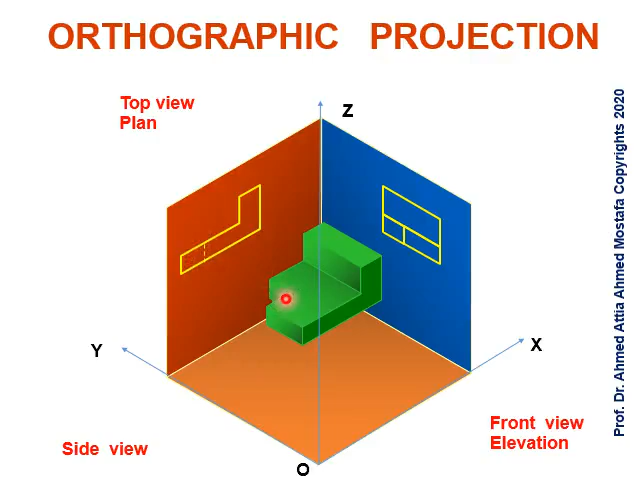 ORTHOGRAPHIC PROJECTION
Top view
Plan
Z
Y
X
Side view
Front view
Elevation
O
Prof. Dr. Ahmed Attia Ahmed Mostafa Copyrights 2020